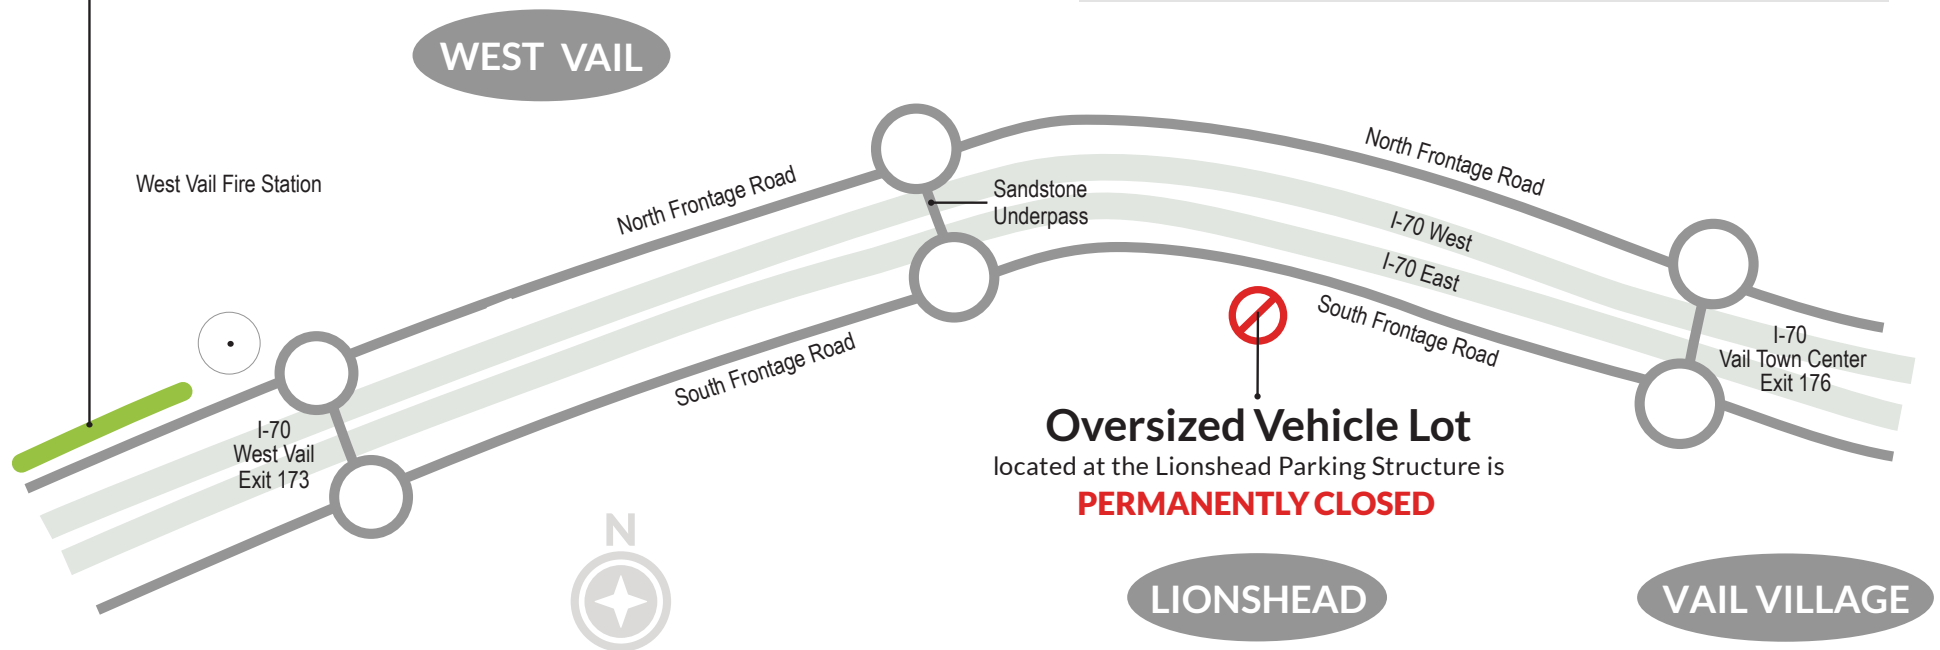 WEST VAIL
West Vail Fire Station
North Frontage Road
Sandstone
Underpass
North Frontage Road
I-70 West
I-70 East
South Frontage Road
South Frontage Road
I-70
Vail Town Center
Exit 176
I-70
West Vail
Exit 173
Oversized Vehicle Lot
located at the Lionshead Parking Structure is
PERMANENTLY CLOSED
N
LIONSHEAD
VAIL VILLAGE